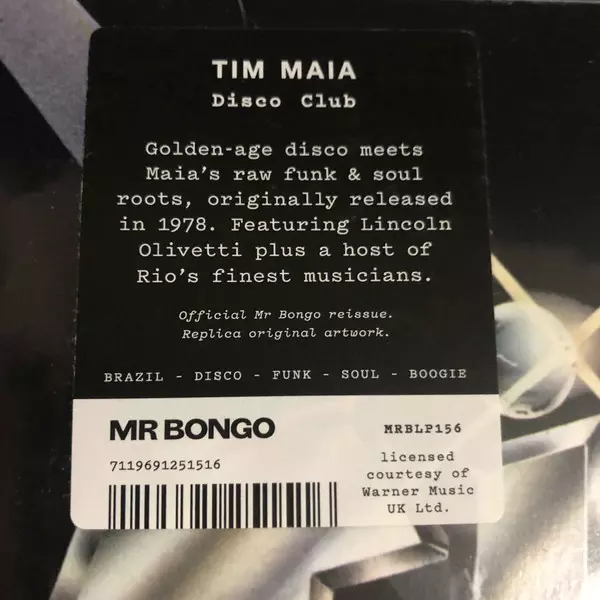 TIM MAIA
Disco Club
Golden-age disco meets
Maia's raw funk & soul
roots, originally released
in 1978. Featuring Lincoln
Olivetti plus a host of
Rio's finest musicians.
Official Mr Bongo reissue.
Replica original artwork.
BRAZIL - DISCO - FUNK - SOUL - BOOGIE
MR BONGO
MRBLP156
7119691251516
licensed
courtesy of
Warner Music
UK Ltd.